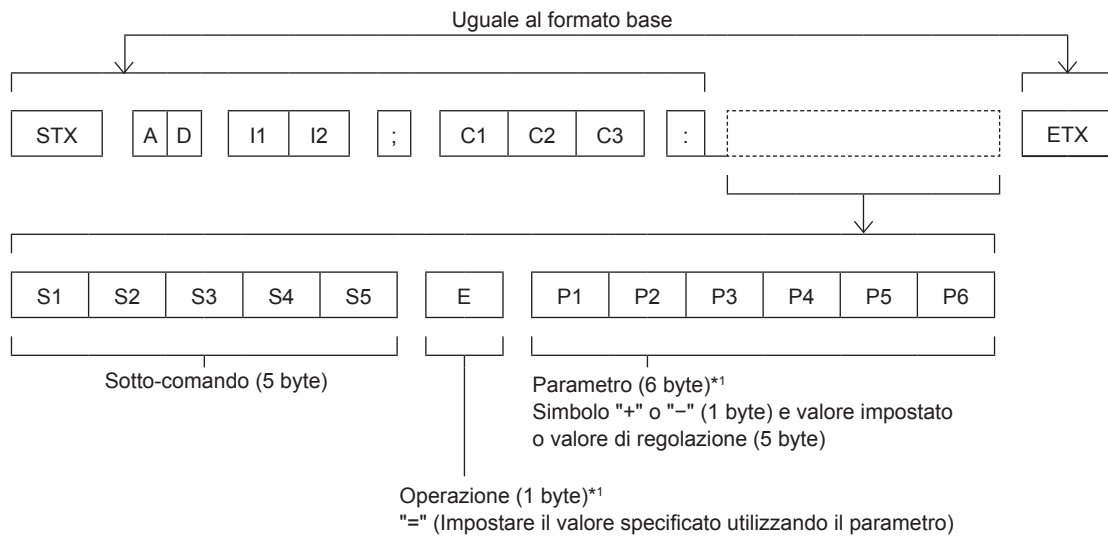 Uguale al formato base
STX A D I1 I2 ; C1 C2 C3 : ETX
S1 S2 S3 S4 S5 E P1 P2 P3 P4 P5 P6
Sotto-comando (5 byte)
Parametro (6 byte)*1
Simbolo "+" o "−" (1 byte) e valore impostato
o valore di regolazione (5 byte)
Operazione (1 byte)*1
"=" (Impostare il valore specificato utilizzando il parametro)